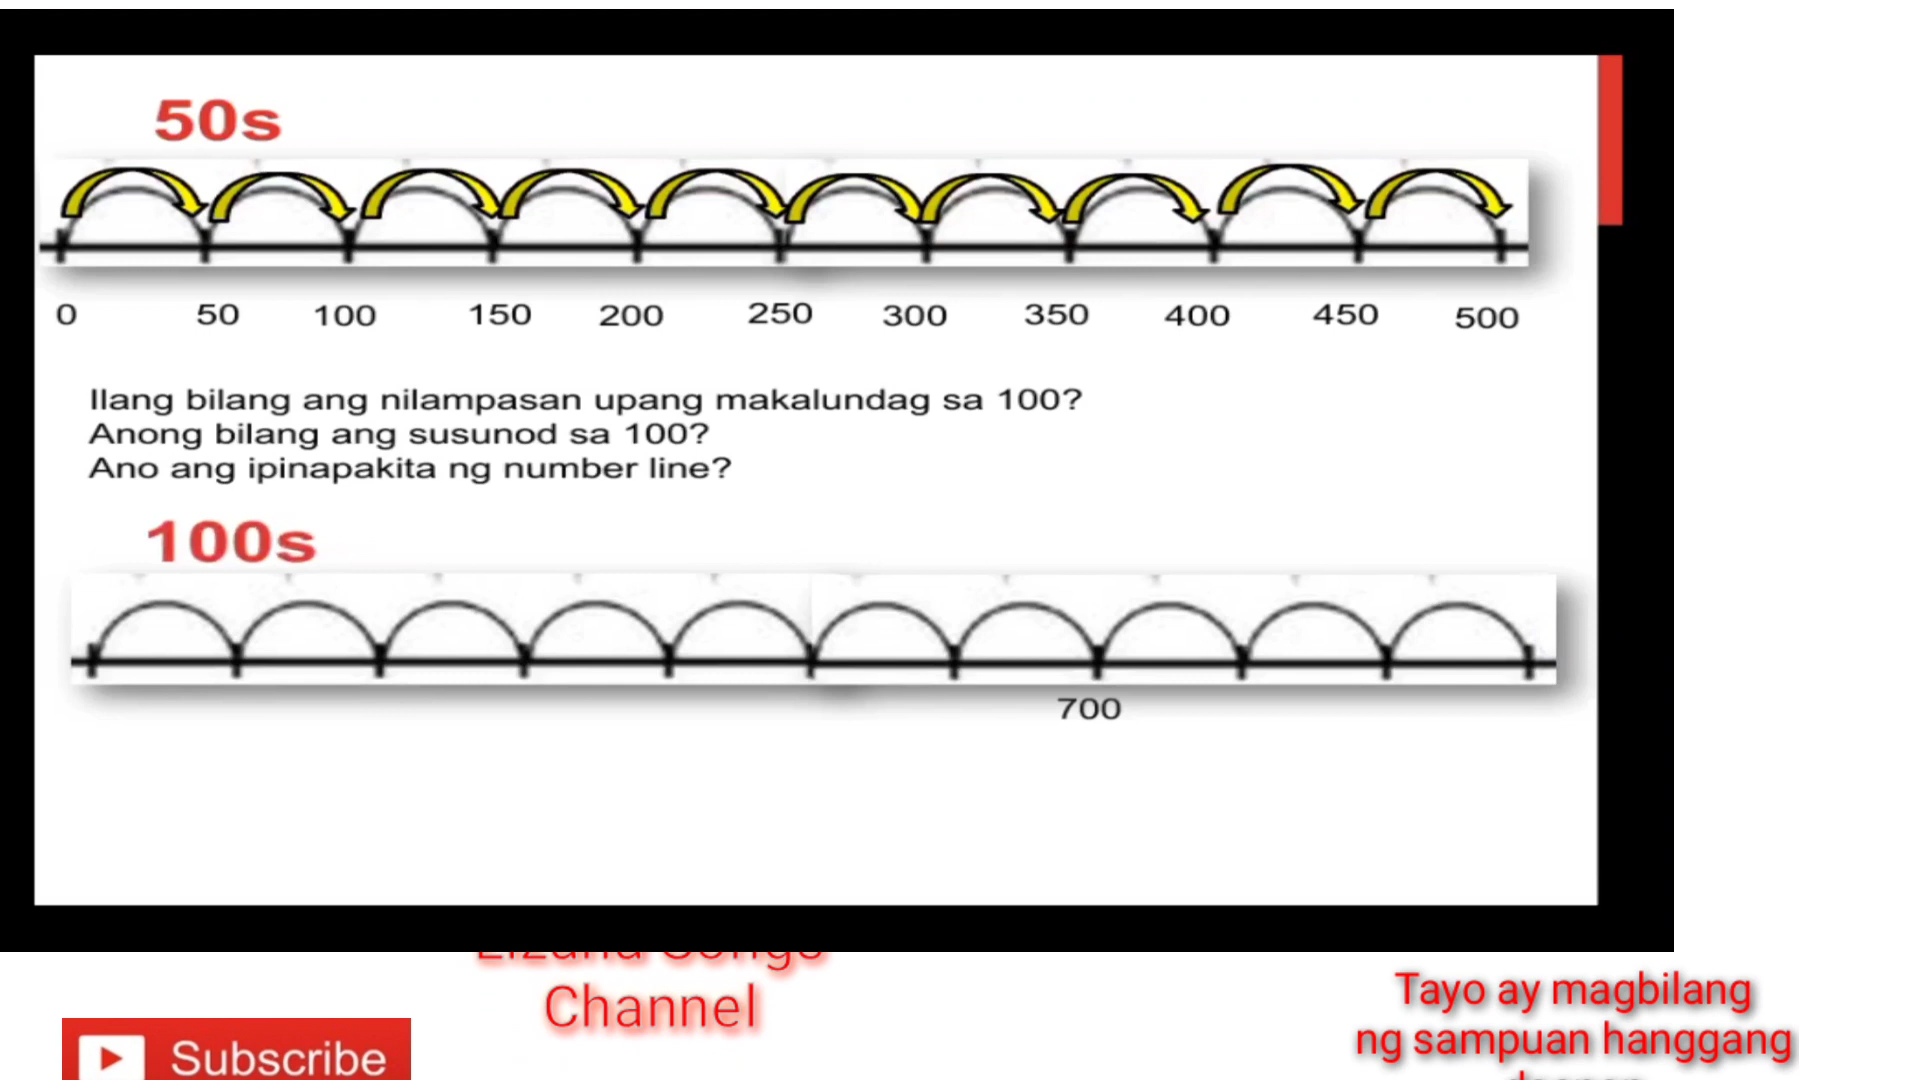 50s
0 50 100 150 200 250 300 350 400 450 500
Ilang bilang ang nilampasan upang makalundag sa 100?
Anong bilang ang susunod sa 100?
Ano ang ipinapakita ng number line?
100s
700
Channel
Subscribe
Tayo ay magbilang
ng sampuan hanggang